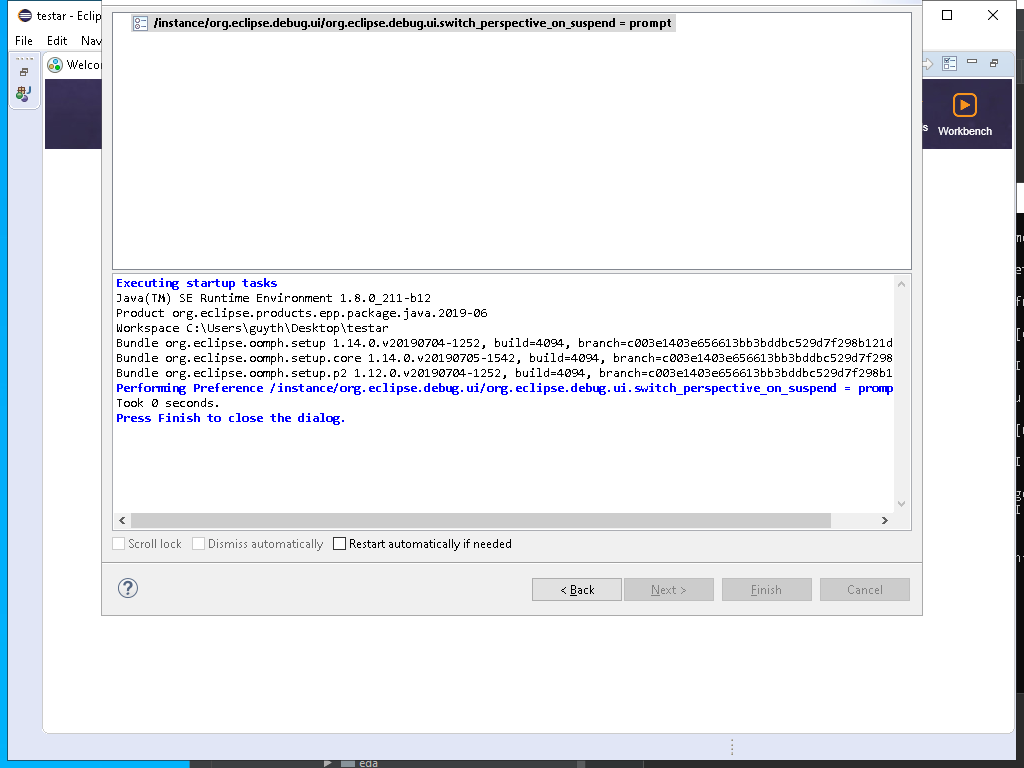 testar - Eclip
File Edit Nav
Welco
/instance/org.eclipse.debug.ui/org.eclipse.debug.ui.switch_perspective_on_suspend = prompt
s Workbench
Executing startup tasks
Java(TM) SE Runtime Environment 1.8.0_211-b12
Product org.eclipse.products.epp.package.java.2019-06
Workspace C:\Users\guyth\Desktop\testar
Bundle org.eclipse.oomph.setup 1.14.0.v20190704-1252, build=4094, branch=c003e1403e656613bb3bddbc529d7f298b121d
Bundle org.eclipse.oomph.setup.core 1.14.0.v20190705-1542, build=4094, branch=c003e1403e656613bb3bddbc529d7f298
Bundle org.eclipse.oomph.setup.p2 1.12.0.v20190704-1252, build=4094, branch=c003e1403e656613bb3bddbc529d7f298b1
Performing Preference /instance/org.eclipse.debug.ui/org.eclipse.debug.ui.switch_perspective_on_suspend = promp
Took 0 seconds.
Press Finish to close the dialog.
Scroll lock Dismiss automatically Restart automatically if needed
? < Back Next > Finish Cancel
eda